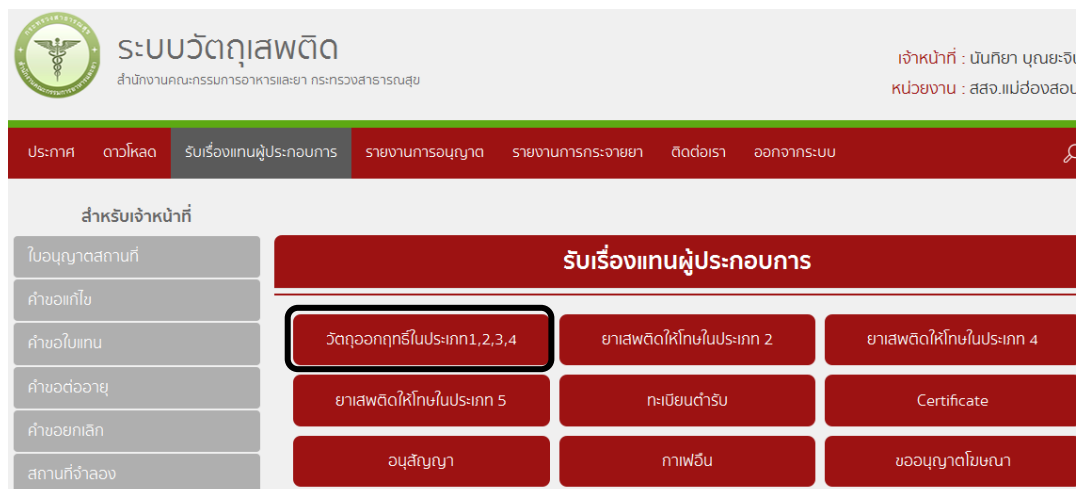 ระบบวัตถุเสพติด
สำนักงานคณะกรรมการอาหารและยา กระทรวงสาธารณสุข
เจ้าหน้าที่ : นันทิยา บุณยะจิน
หน่วยงาน : สสจ.แม่ฮ่องสอน
ประกาศ ดาวโหลด รับเรื่องแทนผู้ประกอบการ รายงานการอนุญาต รายงานการกระจายยา ติดต่อเรา ออกจากระบบ
สำหรับเจ้าหน้าที่
ใบอนุญาตสถานที่
คำขอแก้ไข
คำขอใบแทน
คำขอต่ออายุ
คำขอยกเลิก
สถานที่จำลอง
รับเรื่องแทนผู้ประกอบการ
วัตถุออกฤทธิ์ในประเภท1,2,3,4 ยาเสพติดให้โทษในประเภท 2 ยาเสพติดให้โทษในประเภท 4
ยาเสพติดให้โทษในประเภท 5 ทะเบียนตำรับ Certificate
อนุสัญญา กาเฟอีน ขออนุญาตโฆษณา